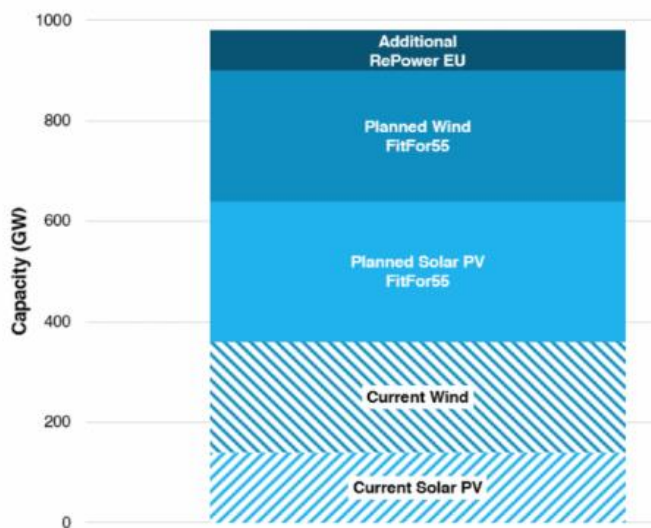 1000
Additional
RePower EU
800
Planned Wind
FitFor55
600
Planned Solar PV
FitFor55
Capacity (GW)
400
Current Wind
200
Current Solar PV
0